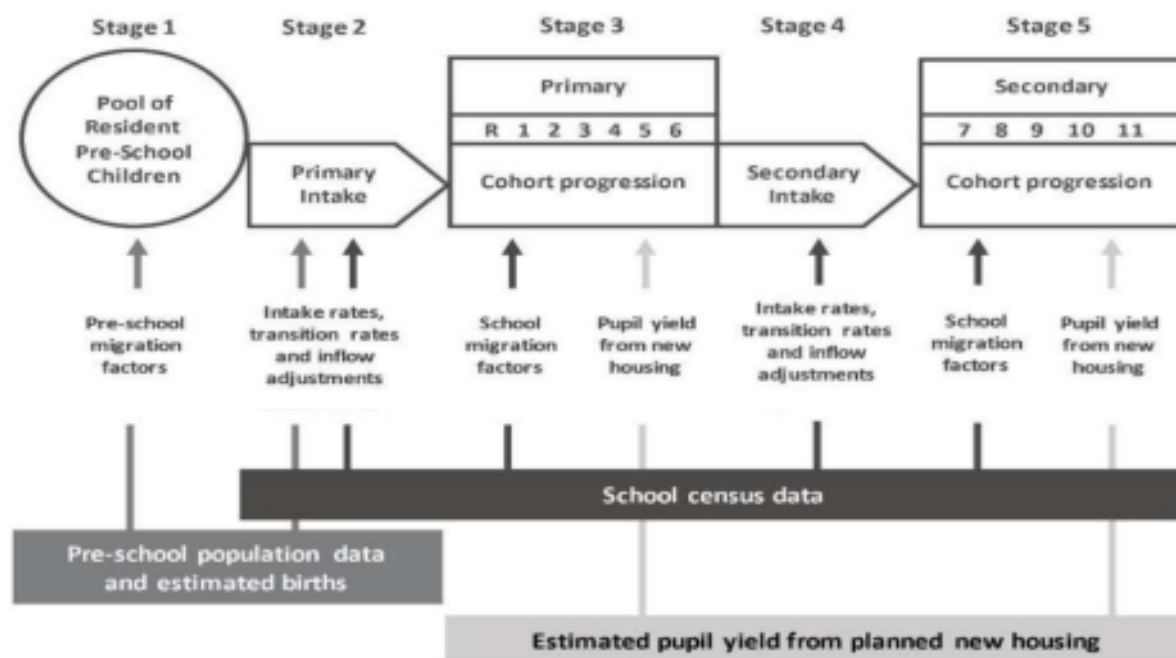 Stage 1
Stage 2
Stage 3
Stage 4
Stage 5
Pool of
Resident
Pre-School
Children
Primary
Intake
Primary
R 1 2 3 4 5 6
Cohort progression
Secondary
Intake
Secondary
7 8 9 10 11
Cohort progression
Pre-school
migration
factors
Intake rates,
transition rates
and inflow
adjustments
School
migration
factors
Pupil yield
from new
housing
Intake rates,
transition rates
and inflow
adjustments
School
migration
factors
Pupil yield
from new
housing
School census data
Pre-school population data
and estimated births
Estimated pupil yield from planned new housing